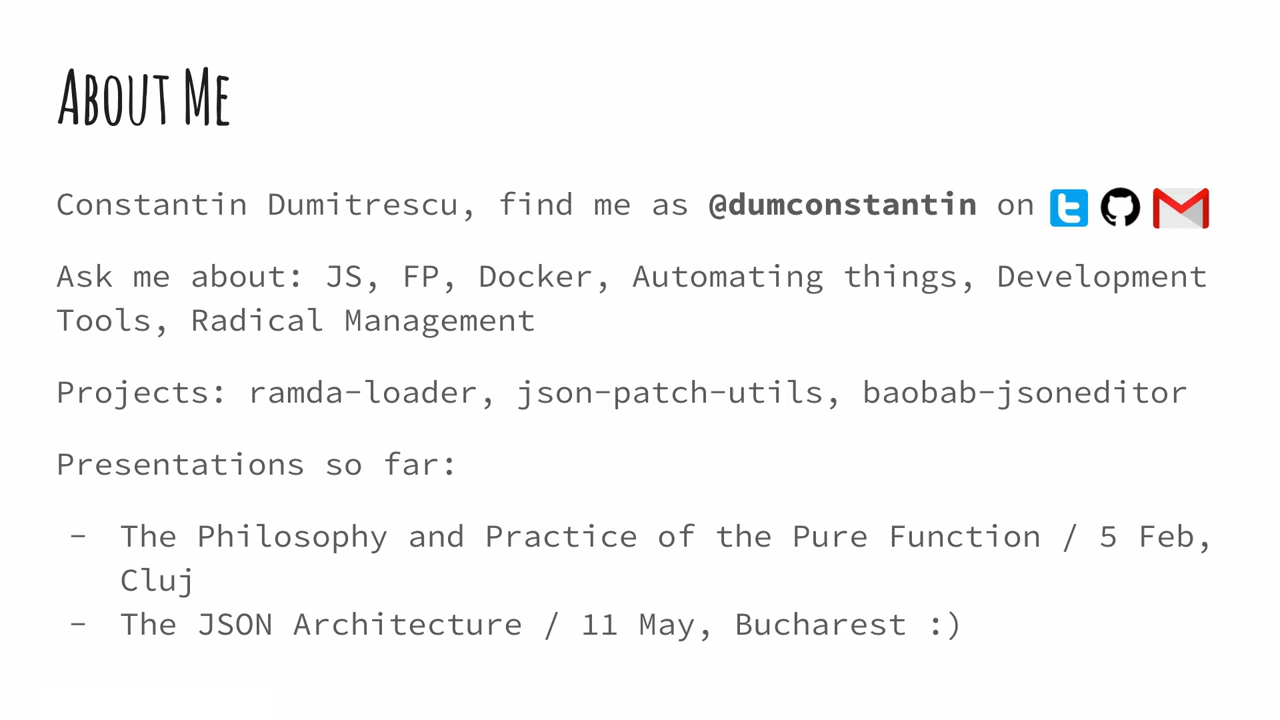 About Me
Constantin Dumitrescu, find me as @dumconstantin on
Ask me about: JS, FP, Docker, Automating things, Development
Tools, Radical Management
Projects: ramda-loader, json-patch-utils, baobab-jsoneditor
Presentations so far:
- The Philosophy and Practice of the Pure Function / 5 Feb,
Cluj
- The JSON Architecture / 11 May, Bucharest :)